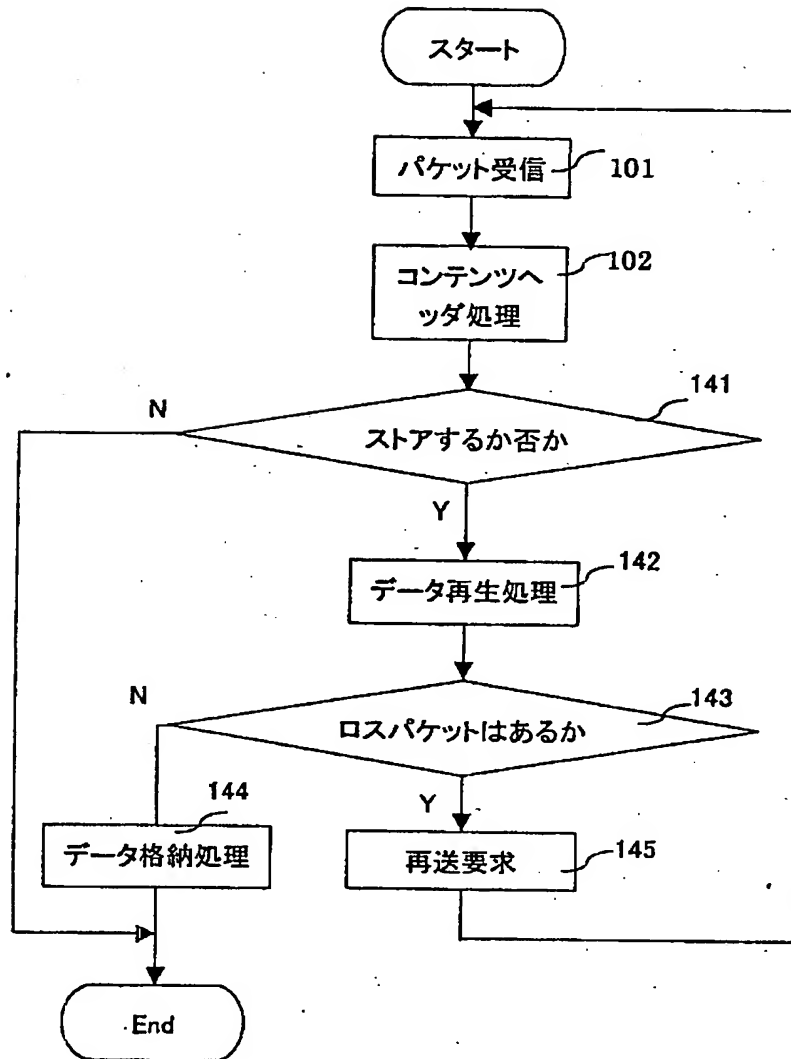 スタート
パケット受信
101
コンテンツヘ
ッダ処理
102
141
N
ストアするか否か
Y
データ再生処理
142
N
ロスパケットはあるか
143
Y
144
データ格納処理
再送要求
145
End